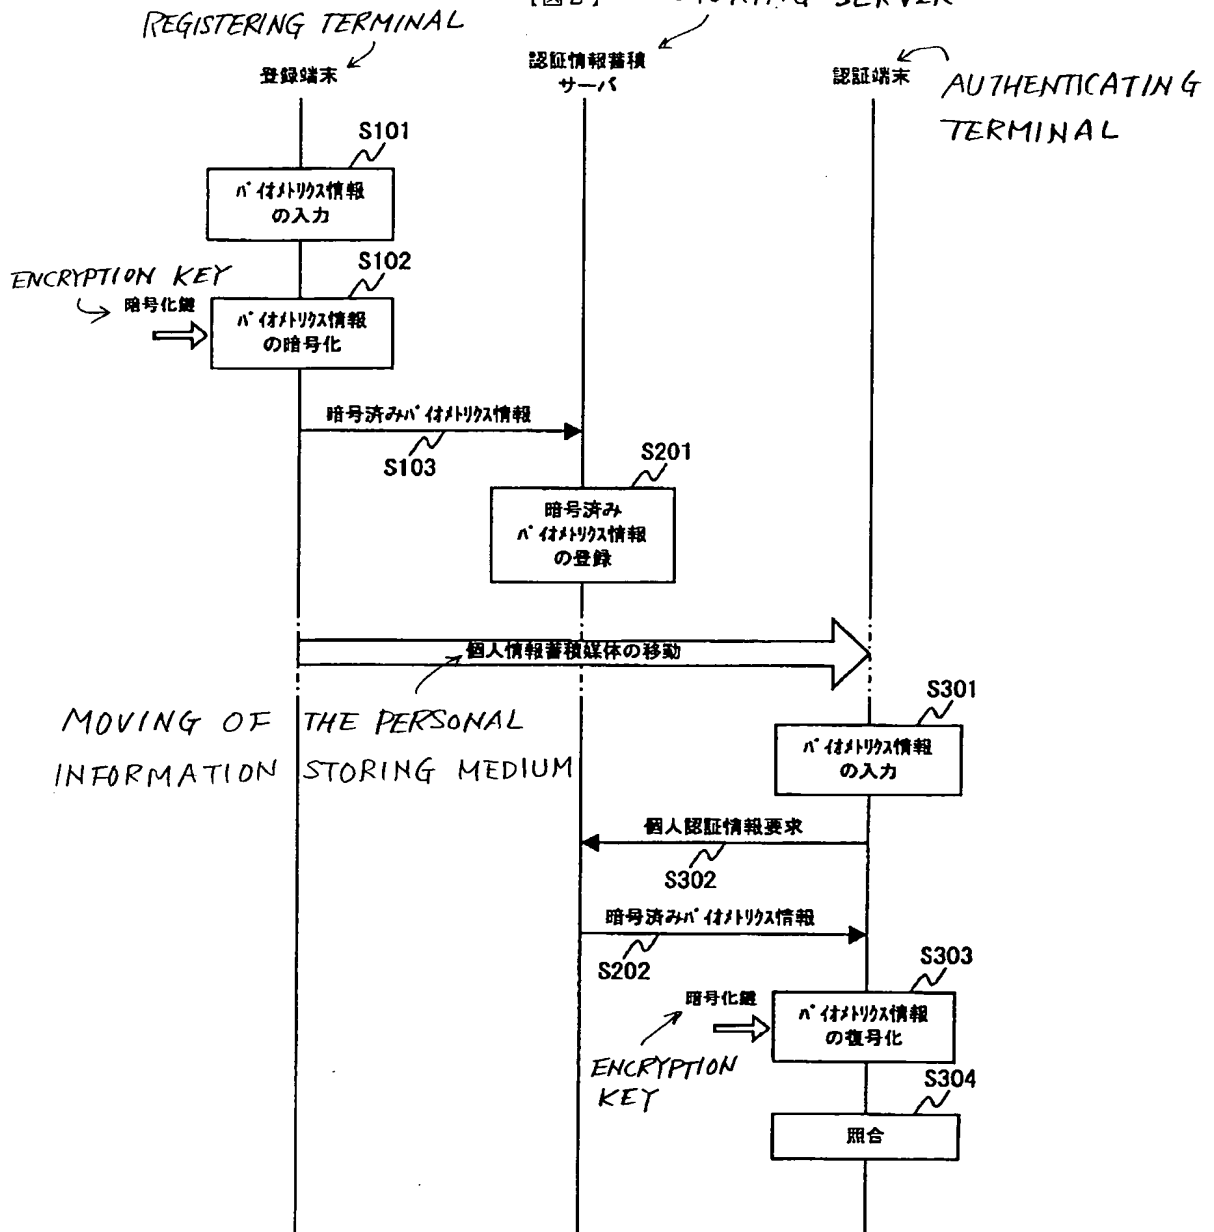 STORING SERVER
REGISTERING TERMINAL
登録端末
認証情報蓄積
サーバ
認証端末
AUTHENTICATING
TERMINAL
S101
バイオメトリクス情報
の入力
S102
ENCRYPTION KEY
暗号化鍵
バイオメトリクス情報
の暗号化
暗号済みバイオメトリクス情報
S103
S201
暗号済み
バイオメトリクス情報
の登録
個人情報蓄積媒体の移動
MOVING OF THE PERSONAL
INFORMATION STORING MEDIUM
S301
バイオメトリクス情報
の入力
個人認証情報要求
S302
暗号済みバイオメトリクス情報
S202
S303
暗号化鍵
バイオメトリクス情報
の復号化
ENCRYPTION
KEY
S304
照合